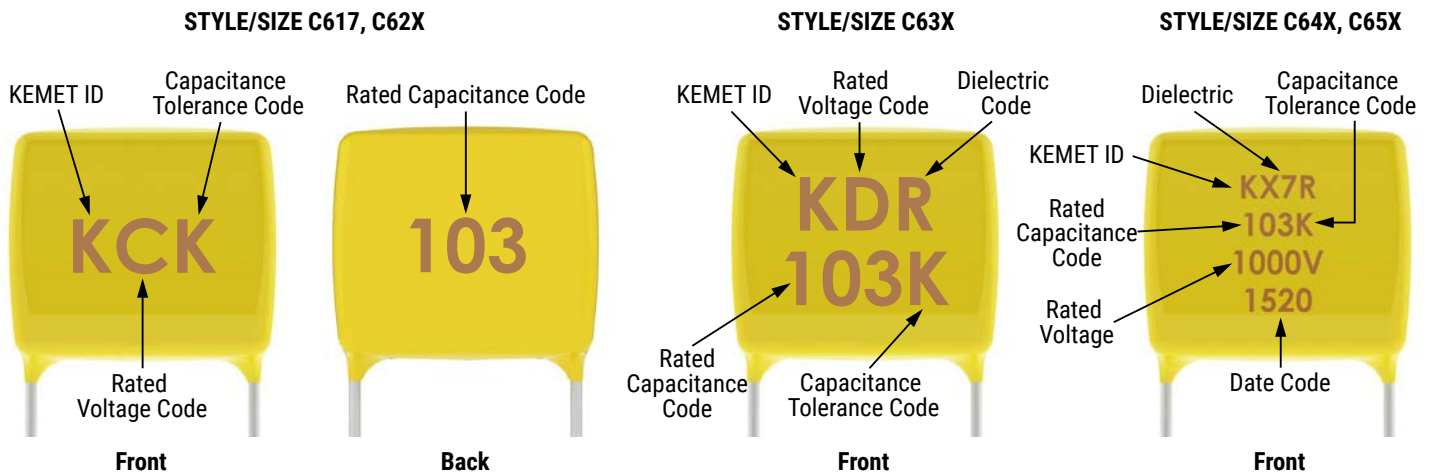 STYLE/SIZE C617, C62X
KEMET ID
Capacitance
Tolerance Code
KCK
Rated
Voltage Code
Front
Rated Capacitance Code
103
Back
STYLE/SIZE C63X
KEMET ID
Rated
Voltage Code
Dielectric
Code
KDR
103K
Rated
Capacitance
Code
Capacitance
Tolerance Code
Front
STYLE/SIZE C64X, C65X
Dielectric
Capacitance
Tolerance Code
KEMET ID
KX7R
Rated
Capacitance
Code
103K
1000V
1520
Rated
Voltage
Date Code
Front